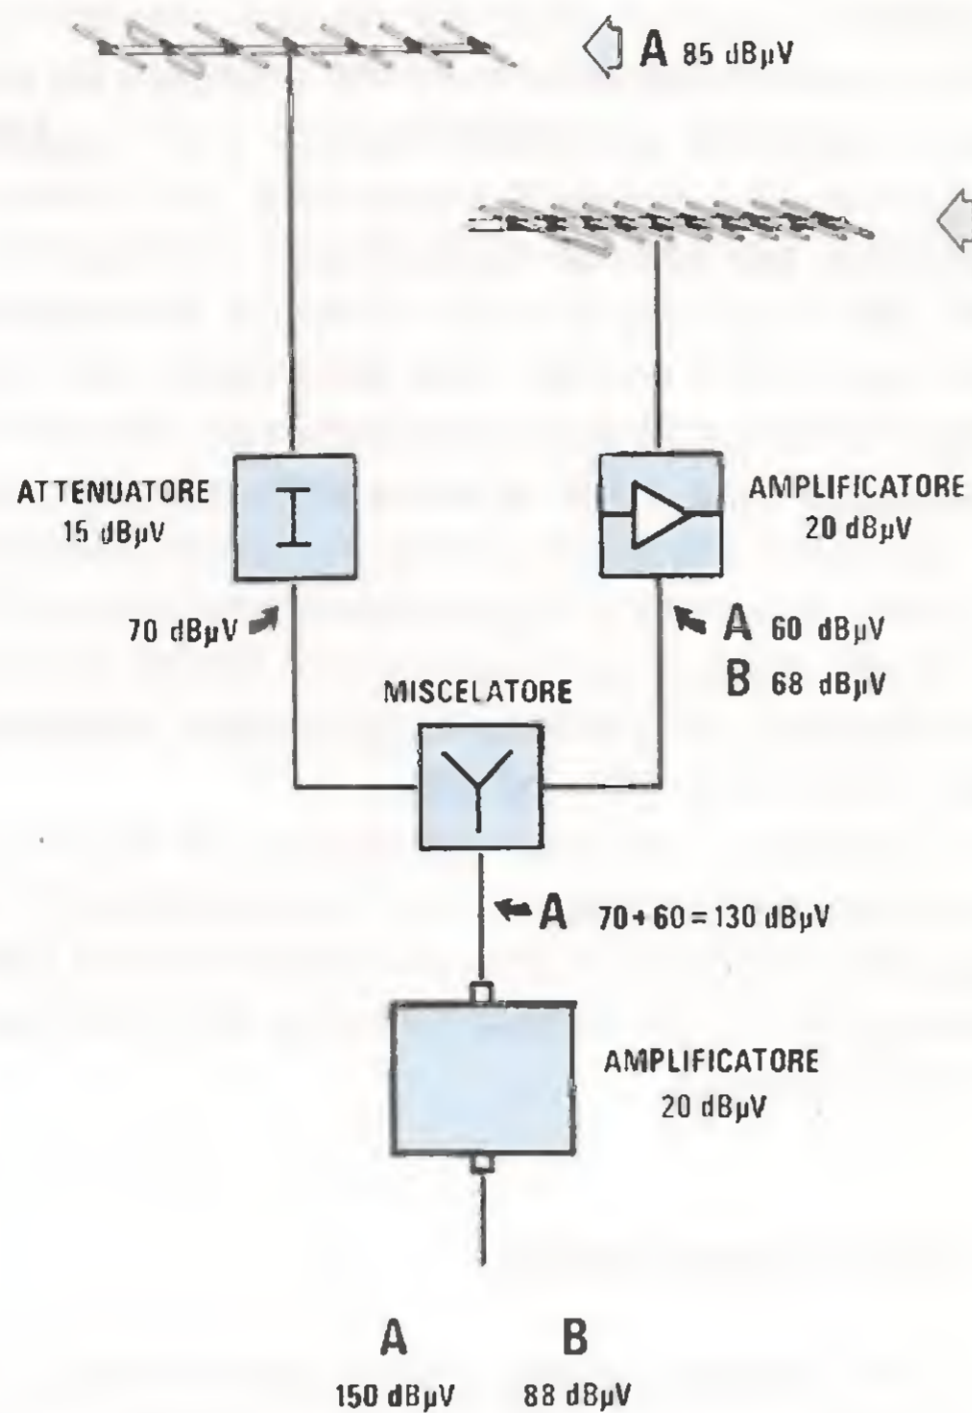 A 85 dBµV
ATTENUATORE
15 dBµV
AMPLIFICATORE
20 dBµV
70 dBµV
A 60 dBµV
B 68 dBµV
MISCELATORE
A 70+60=130 dBµV
AMPLIFICATORE
20 dBµV
A B
150 dBµV 88 dBµV